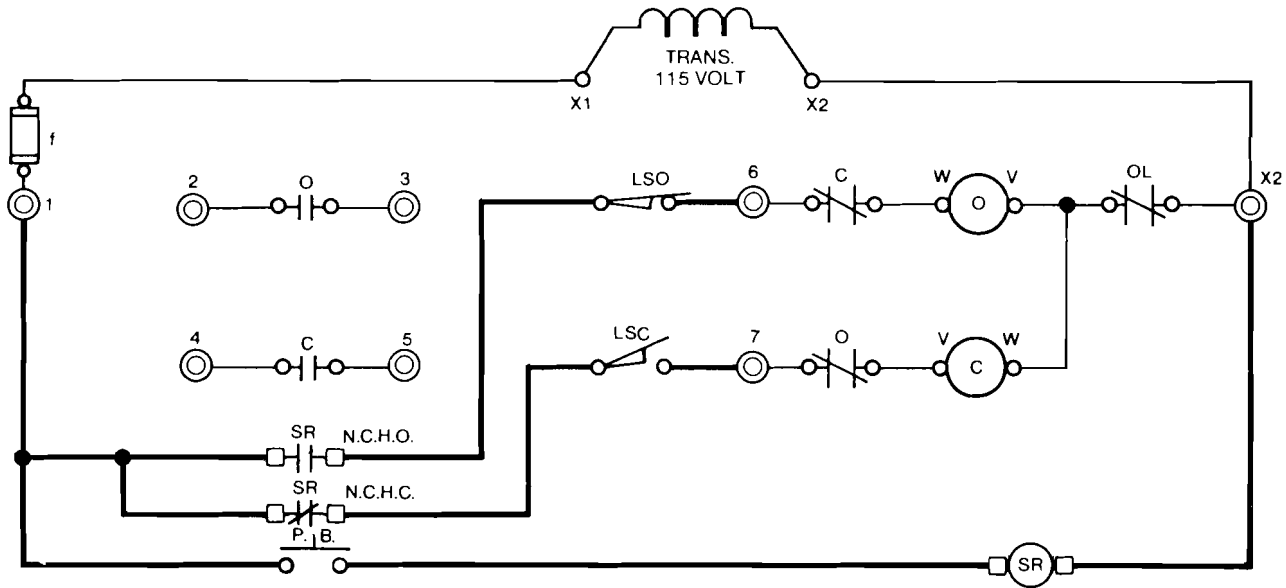 TRANS.
115 VOLT
X1
X2
f
1
2
O
3
LSO
6
C
W
O
V
OL
X2
4
C
5
LSC
7
O
V
C
W
SR
N.C.H.O.
SR
N.C.H.C.
P. B.
SR